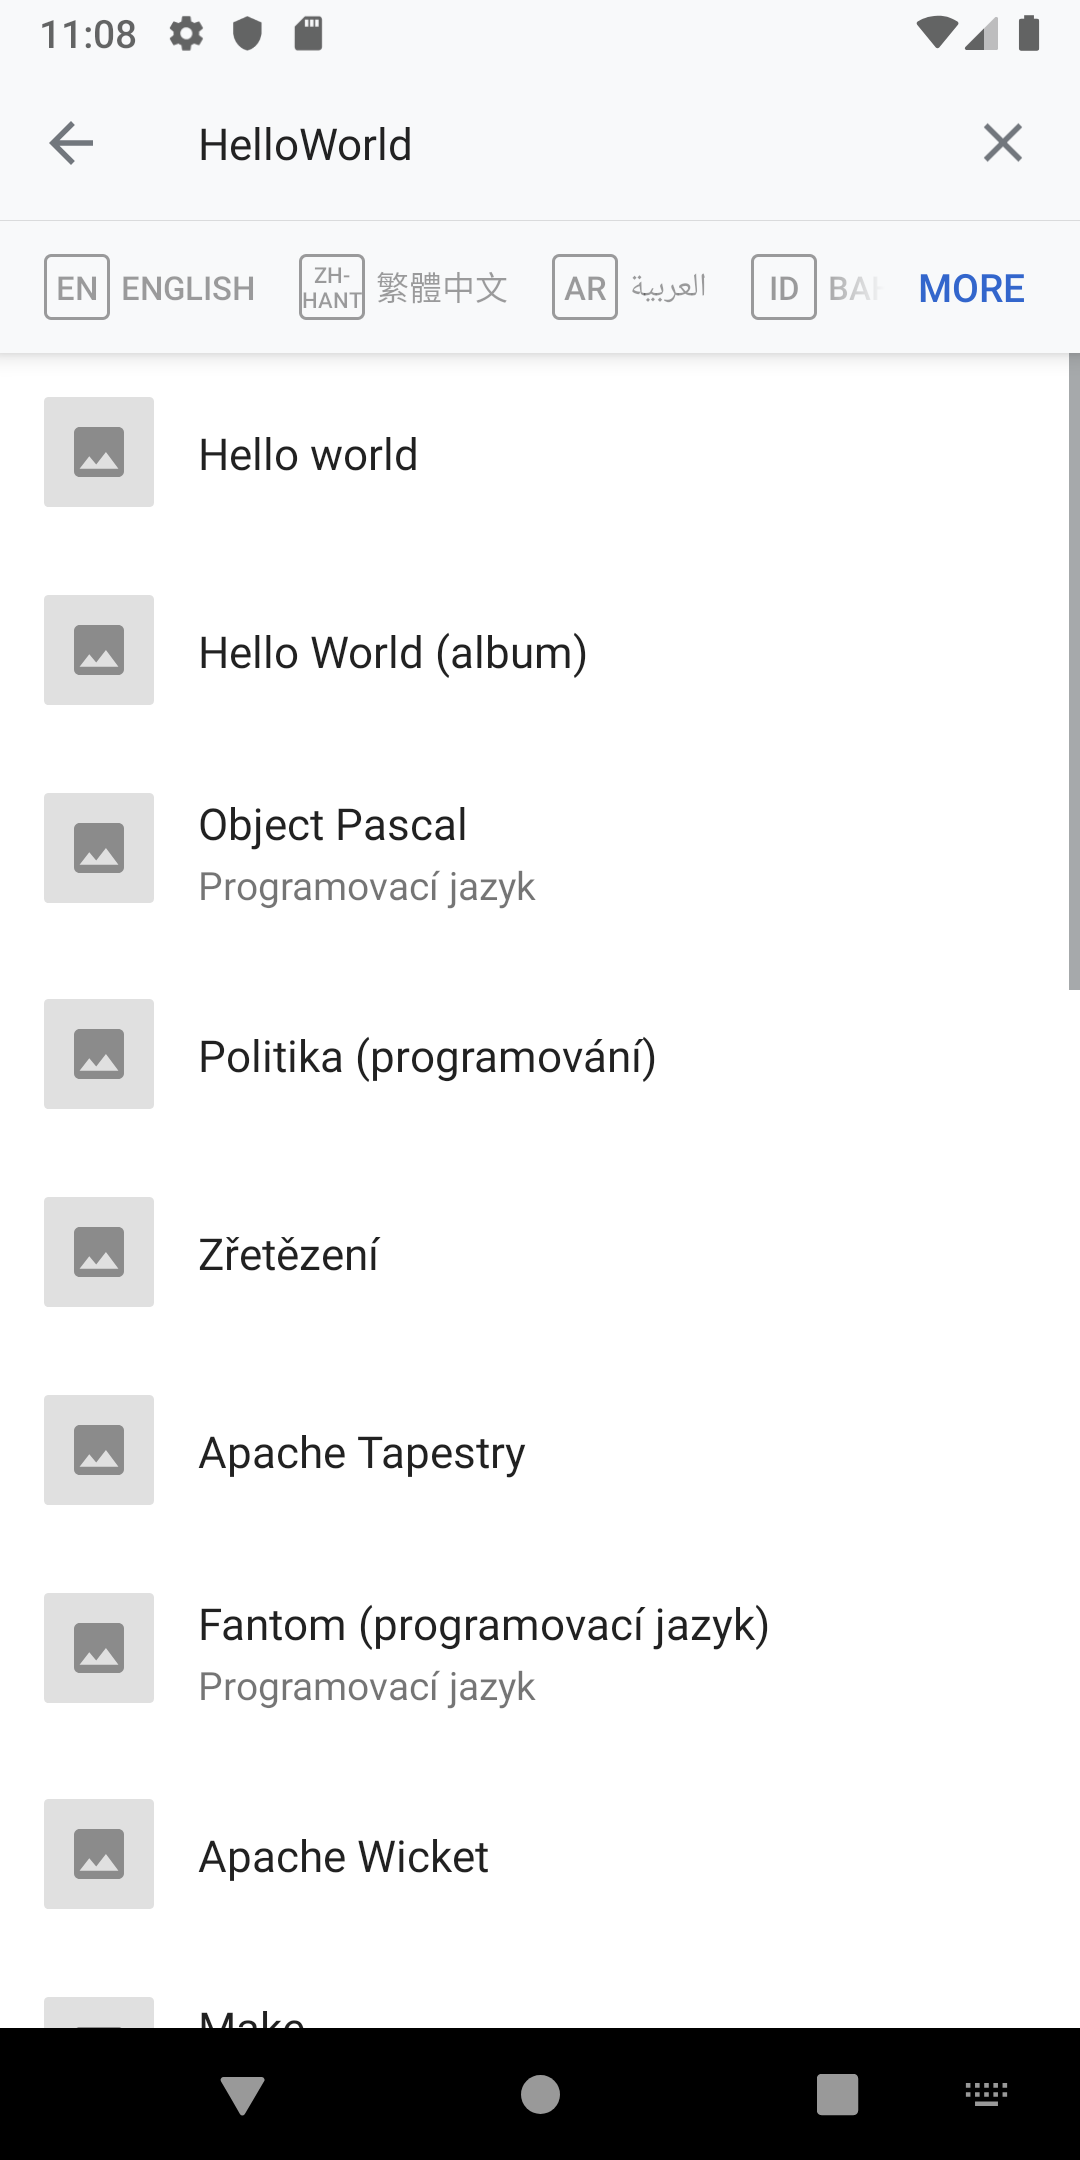 11:08
HelloWorld
EN ENGLISH ZH-HANT 繁體中文 AR العربية ID BAH MORE
Hello world
Hello World (album)
Object Pascal
Programovací jazyk
Politika (programování)
Zřetězení
Apache Tapestry
Fantom (programovací jazyk)
Programovací jazyk
Apache Wicket
Make